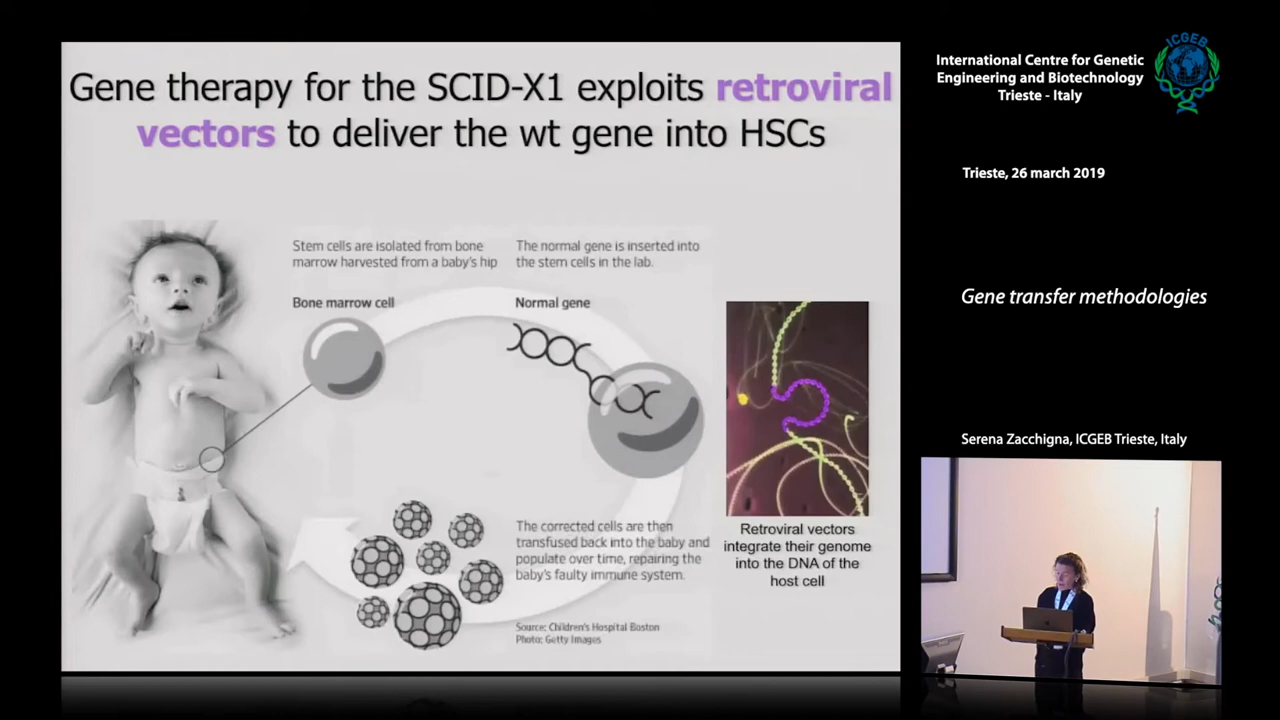 Gene therapy for the SCID-X1 exploits retroviral
vectors to deliver the wt gene into HSCs
Stem cells are isolated from bone
marrow harvested from a baby's hip
The normal gene is inserted into
the stem cells in the lab.
Bone marrow cell
Normal gene
The corrected cells are then
transfused back into the baby and
populate over time, repairing the
baby's faulty immune system.
Source: Children's Hospital Boston
Photo: Getty Images
Retroviral vectors
integrate their genome
into the DNA of the
host cell
International Centre for Genetic
Engineering and Biotechnology
Trieste - Italy
ICGEB
Trieste, 26 march 2019
Gene transfer methodologies
Serena Zacchigna, ICGEB Trieste, Italy